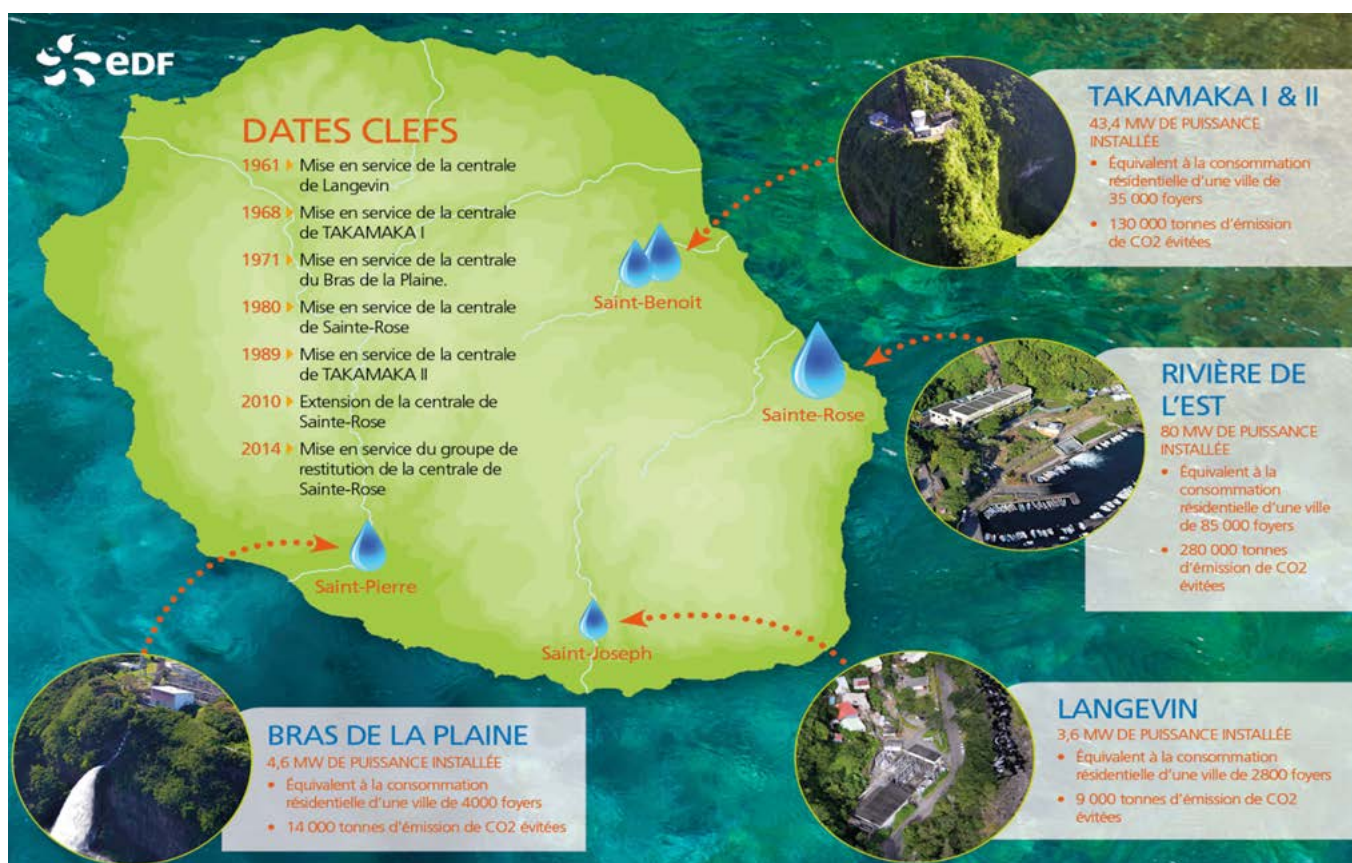 eDF
DATES CLEFS
1961 Mise en service de la centrale
de Langevin
1968 Mise en service de la centrale
de TAKAMAKA I
1971 Mise en service de la centrale
du Bras de la Plaine.
1980 Mise en service de la centrale
de Sainte-Rose
1989 Mise en service de la centrale
de TAKAMAKA II
2010 Extension de la centrale de
Sainte-Rose
2014 Mise en service du groupe de
restitution de la centrale de
Sainte-Rose
Saint-Benoît
Sainte-Rose
Saint-Pierre
Saint-Joseph
TAKAMAKA I & II
43,4 MW DE PUISSANCE
INSTALLÉE
• Équivalent à la consommation
résidentielle d'une ville de
35 000 foyers
• 130 000 tonnes d'émission
de CO2 évitées
RIVIÈRE DE
L'EST
80 MW DE PUISSANCE
INSTALLÉE
• Équivalent à la
consommation
résidentielle d'une ville
de 85 000 foyers
• 280 000 tonnes
d'émission de CO2
évitées
BRAS DE LA PLAINE
4,6 MW DE PUISSANCE INSTALLÉE
• Équivalent à la consommation
résidentielle d'une ville de 4000 foyers
• 14 000 tonnes d'émission de CO2 évitées
LANGEVIN
3,6 MW DE PUISSANCE INSTALLÉE
• Équivalent à la consommation
résidentielle d'une ville de 2800 foyers
• 9 000 tonnes d'émission de CO2
évitées